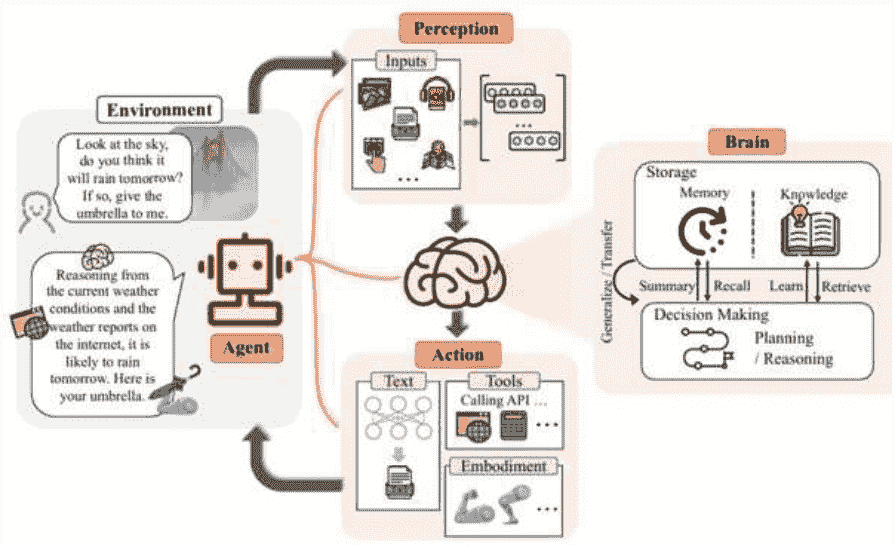 Perception
Inputs
...
Environment
Look at the sky,
do you think it
will rain tomorrow?
If so, give the
umbrella to me.
Reasoning from
the current weather
conditions and the
weather reports on
the internet, it is
likely to rain
tomorrow. Here is
your umbrella.
Agent
Brain
Storage
Memory
Knowledge
Generalize / Transfer
Summary
Recall
Learn
Retrieve
Decision Making
Planning
/ Reasoning
Action
Text
Tools
Calling API ...
...
Embodiment
...